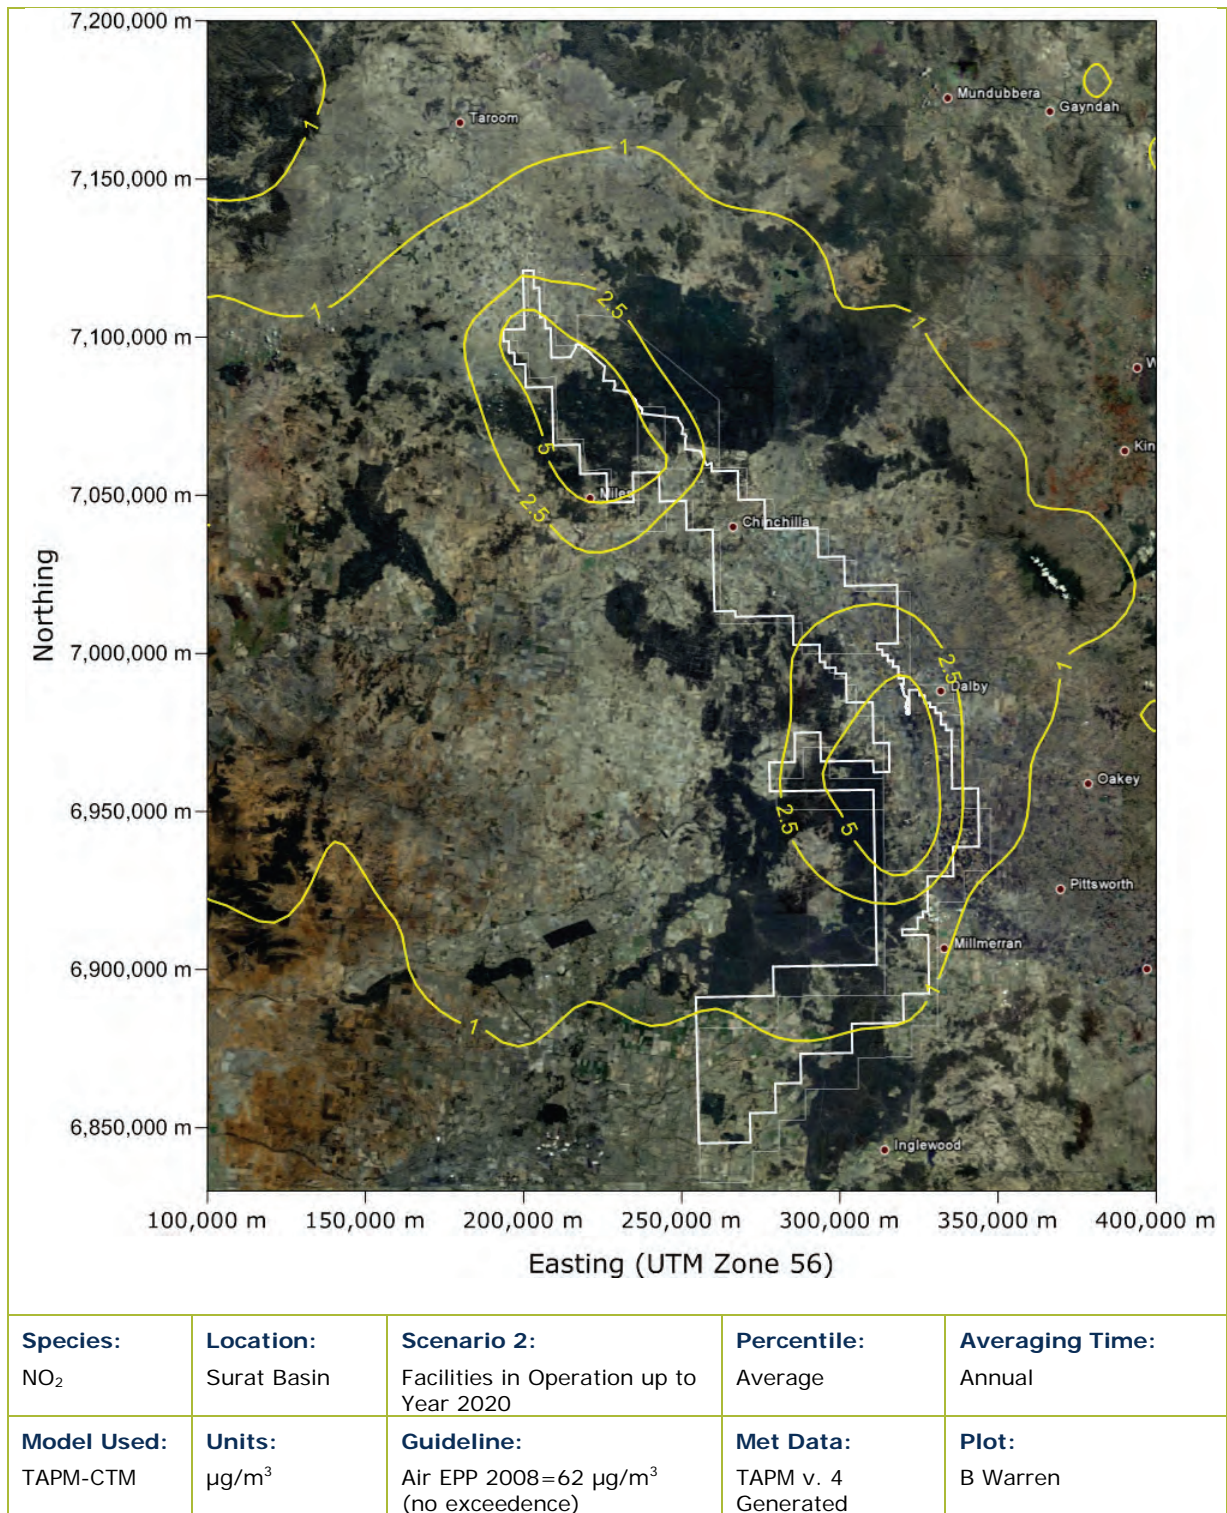 7,200,000 m
Mundubbera
Gayndah
Taroom
1
1
7,150,000 m
1
1
2.5
1
7,100,000 m
W
Kin
5
7,050,000 m
Miles
2.5
Chinchilla
Northing
7,000,000 m
2.5
1
Dalby
Oakey
6,950,000 m
2.5
5
Pittsworth
Millmerran
6,900,000 m
1
1
6,850,000 m
Inglewood
100,000 m 150,000 m 200,000 m 250,000 m 300,000 m 350,000 m 400,000 m
Easting (UTM Zone 56)
Species: Location: Scenario 2: Percentile: Averaging Time:
NO₂ Surat Basin Facilities in Operation up to Average Annual
Year 2020
Model Used: Units: Guideline: Met Data: Plot:
TAPM-CTM µg/m³ Air EPP 2008=62 µg/m³ TAPM v. 4 B Warren
(no exceedence) Generated